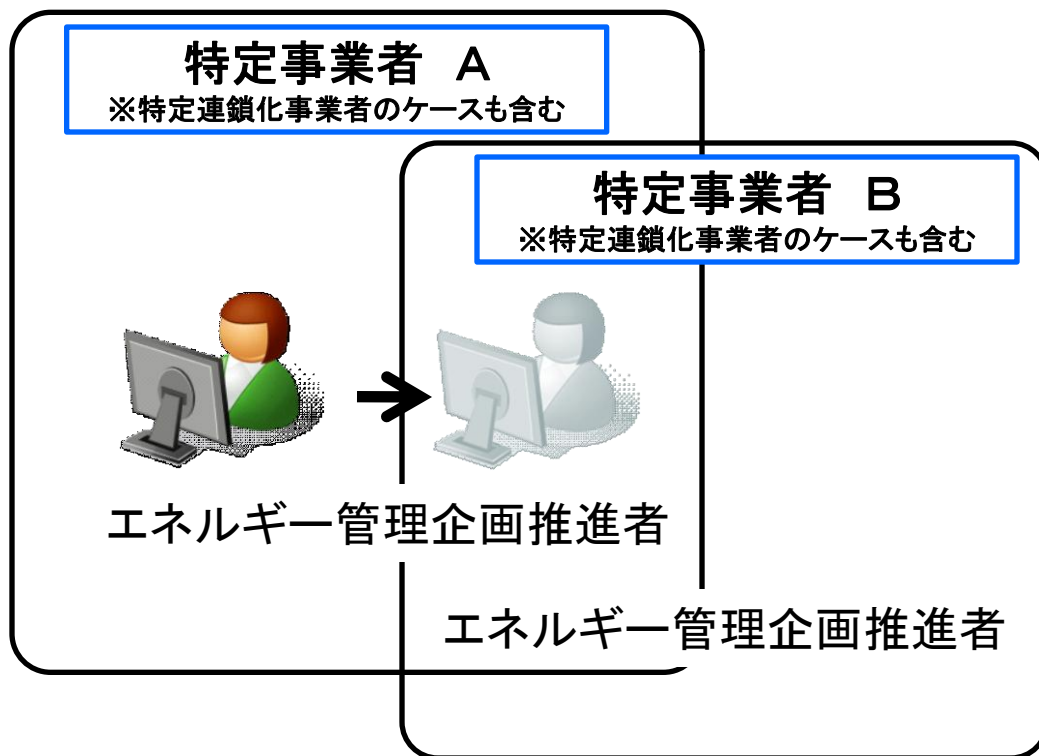 特定事業者 A
※特定連鎖化事業者のケースも含む
特定事業者 B
※特定連鎖化事業者のケースも含む
エネルギー管理企画推進者
エネルギー管理企画推進者